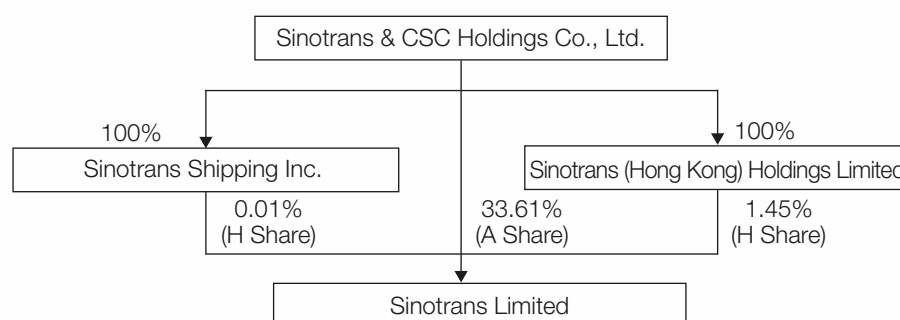 Sinotrans & CSC Holdings Co., Ltd.
100%
100%
Sinotrans Shipping Inc.
Sinotrans (Hong Kong) Holdings Limited
0.01%
(H Share)
33.61%
(A Share)
1.45%
(H Share)
Sinotrans Limited